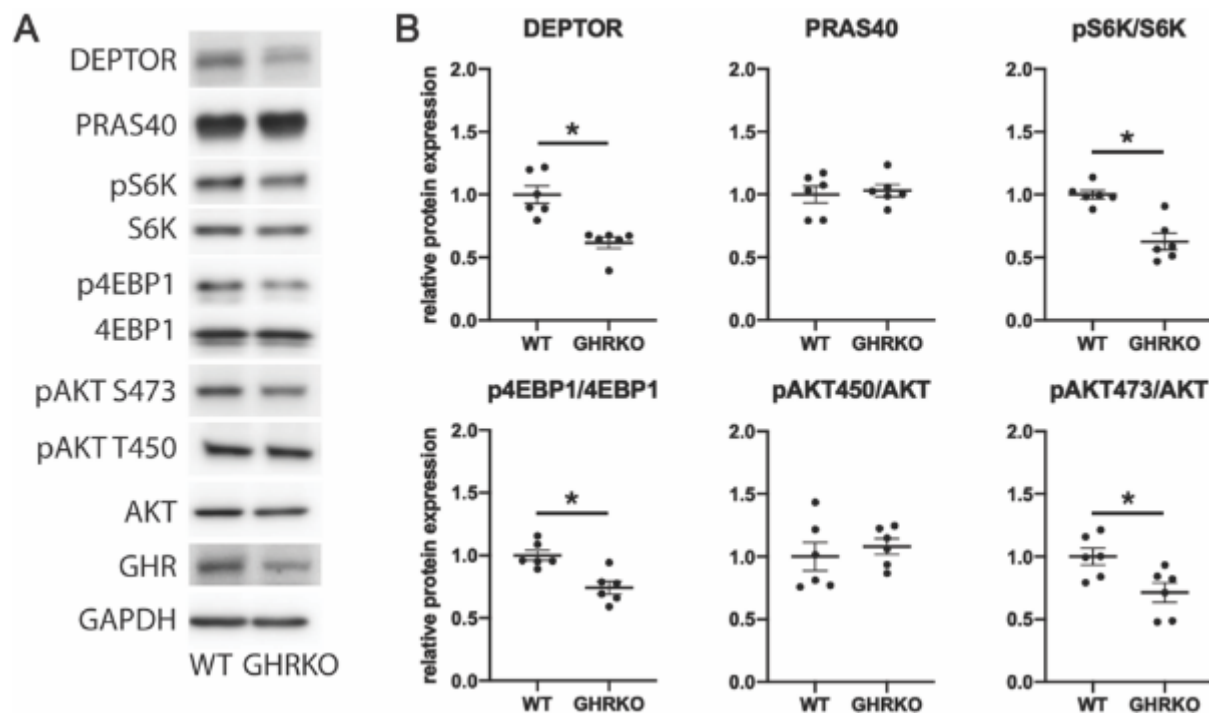 A
DEPTOR
PRAS40
pS6K
S6K
p4EBP1
4EBP1
pAKT S473
pAKT T450
AKT
GHR
GAPDH
WT GHRKO
B
DEPTOR
relative protein expression
2.0
1.5
1.0
0.5
0.0
*
WT GHRKO
PRAS40
2.0
1.5
1.0
0.5
0.0
WT GHRKO
pS6K/S6K
2.0
1.5
1.0
0.5
0.0
*
WT GHRKO
p4EBP1/4EBP1
relative protein expression
2.0
1.5
1.0
0.5
0.0
*
WT GHRKO
pAKT450/AKT
2.0
1.5
1.0
0.5
0.0
WT GHRKO
pAKT473/AKT
2.0
1.5
1.0
0.5
0.0
*
WT GHRKO